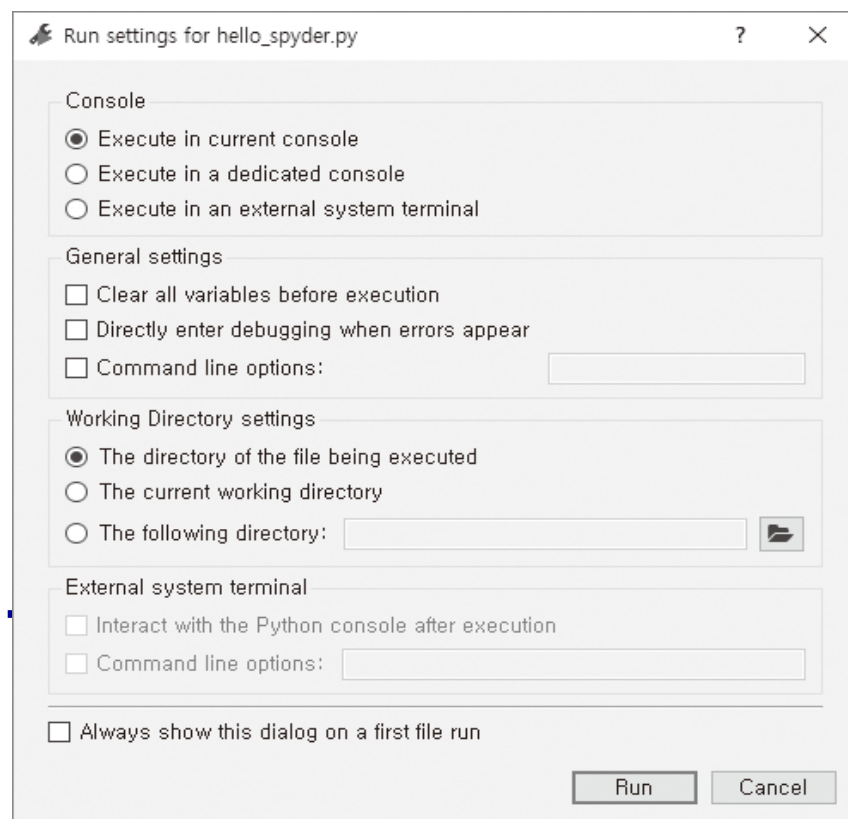 Run settings for hello_spyder.py ?
Console
Execute in current console
Execute in a dedicated console
Execute in an external system terminal
General settings
Clear all variables before execution
Directly enter debugging when errors appear
Command line options:
Working Directory settings
The directory of the file being executed
The current working directory
The following directory:
External system terminal
Interact with the Python console after execution
Command line options:
Always show this dialog on a first file run
Run Cancel